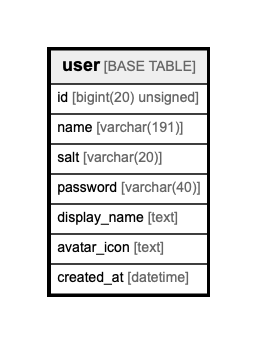 user [BASE TABLE]
id [bigint(20) unsigned]
name [varchar(191)]
salt [varchar(20)]
password [varchar(40)]
display_name [text]
avatar_icon [text]
created_at [datetime]